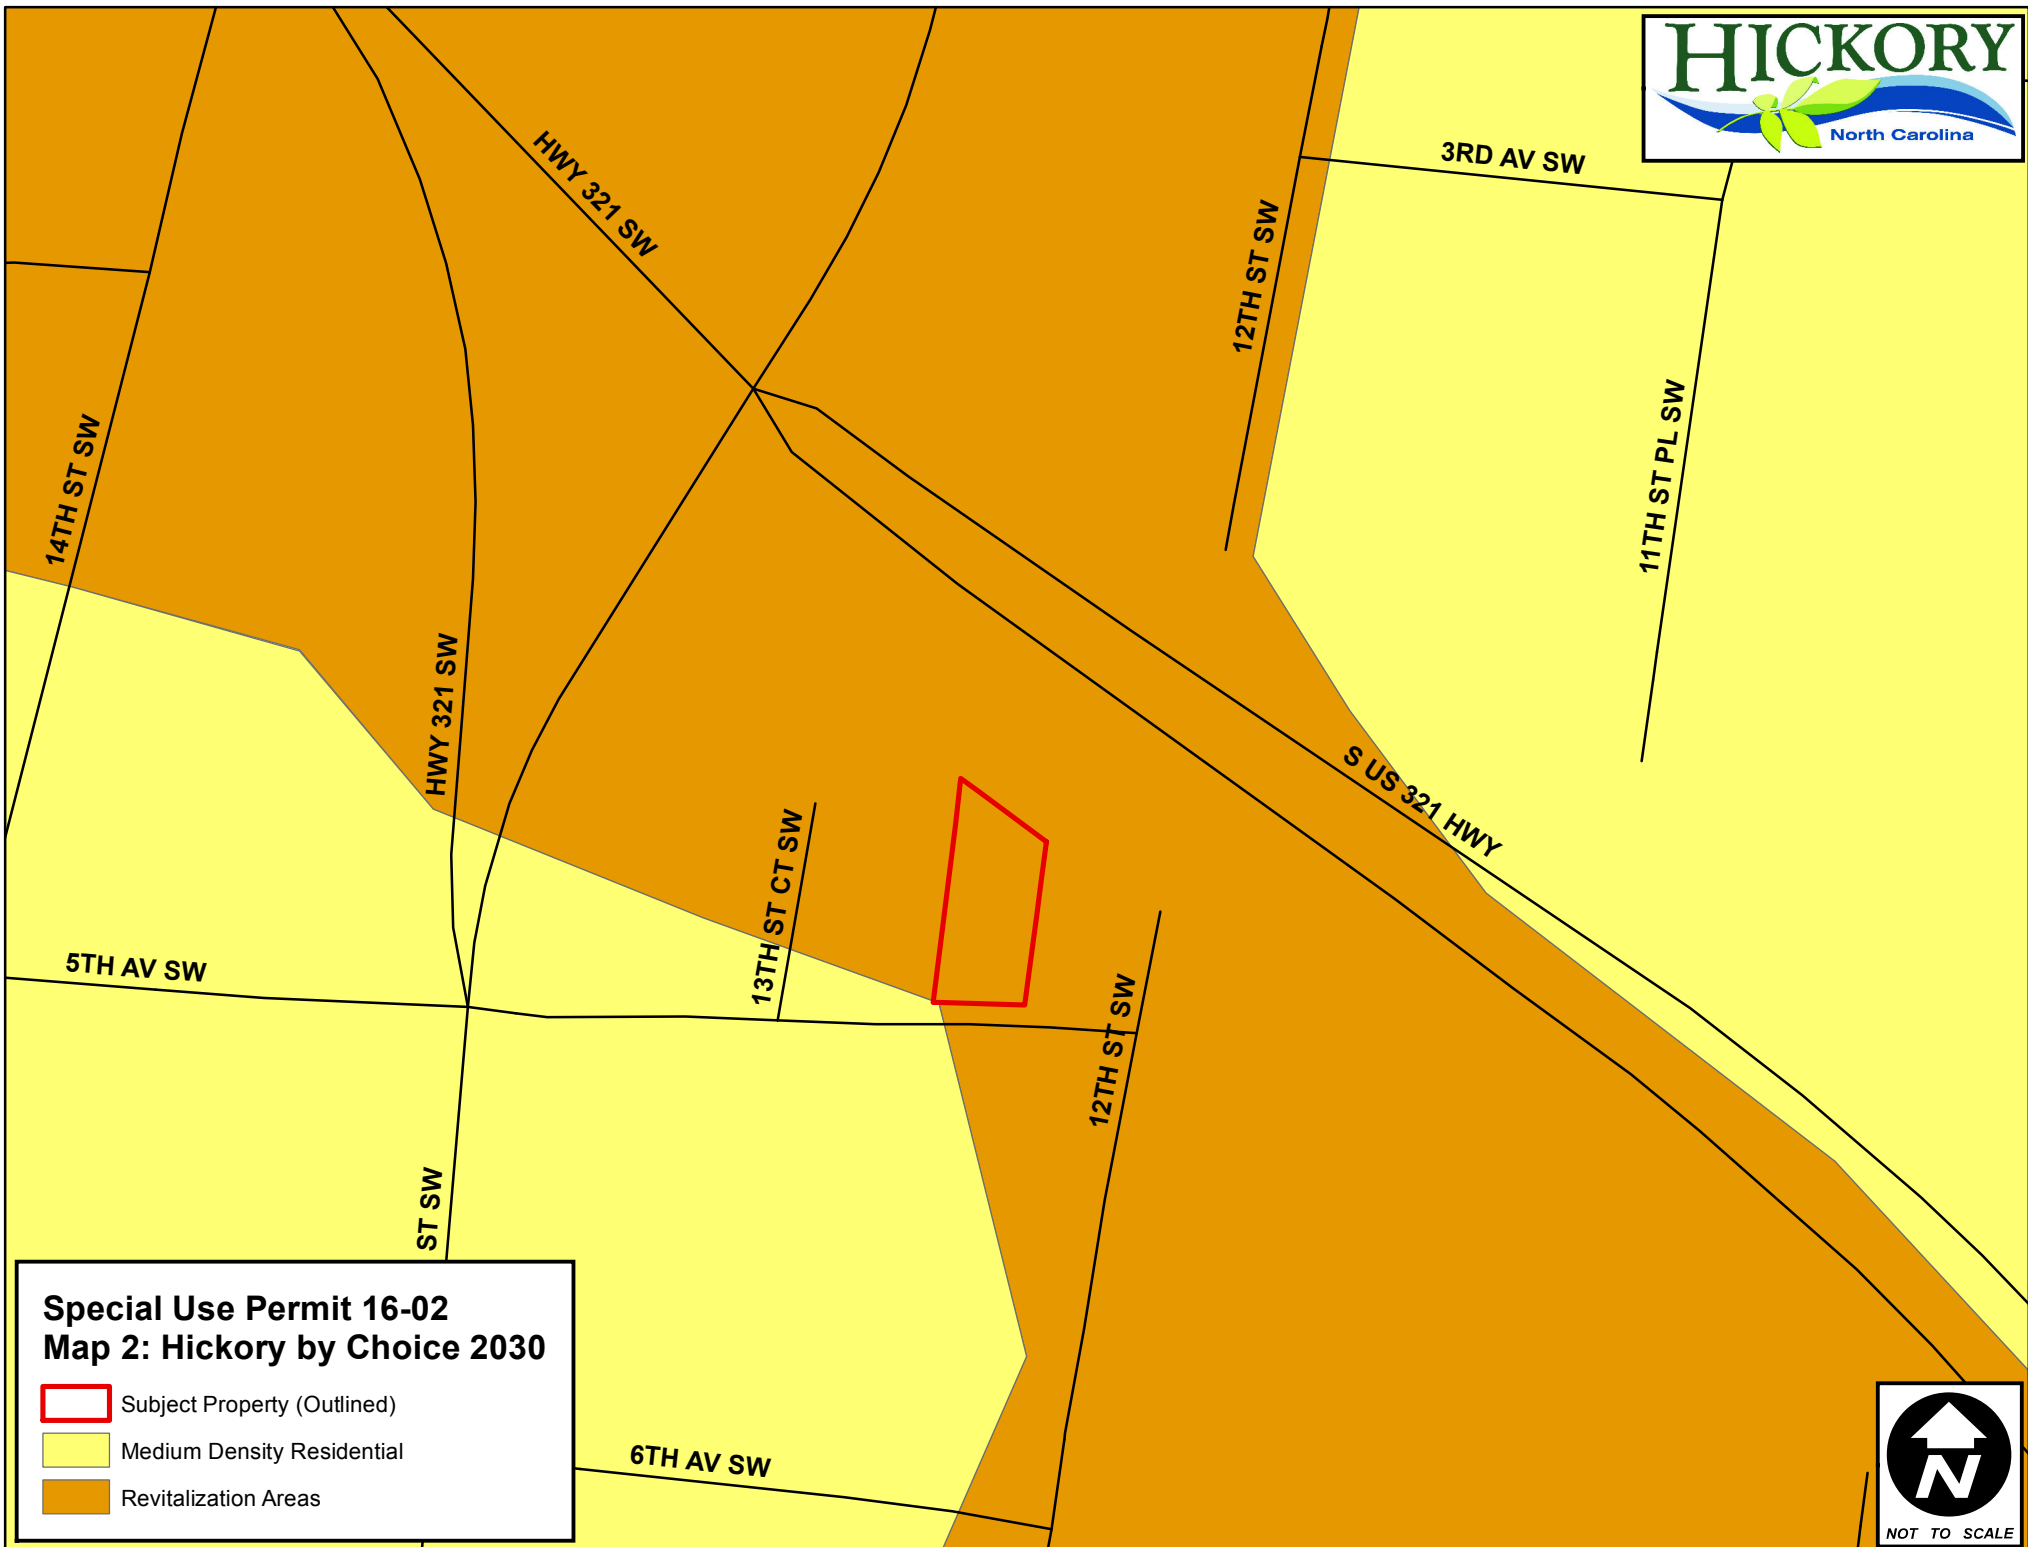 HICKORY
North Carolina
HWY 321 SW
3RD AV SW
12TH ST SW
14TH ST SW
11TH ST PL SW
HWY 321 SW
S US 321 HWY
13TH ST CT SW
5TH AV SW
12TH ST SW
ST SW
6TH AV SW
Special Use Permit 16-02
Map 2: Hickory by Choice 2030
Subject Property (Outlined)
Medium Density Residential
Revitalization Areas
N
NOT TO SCALE